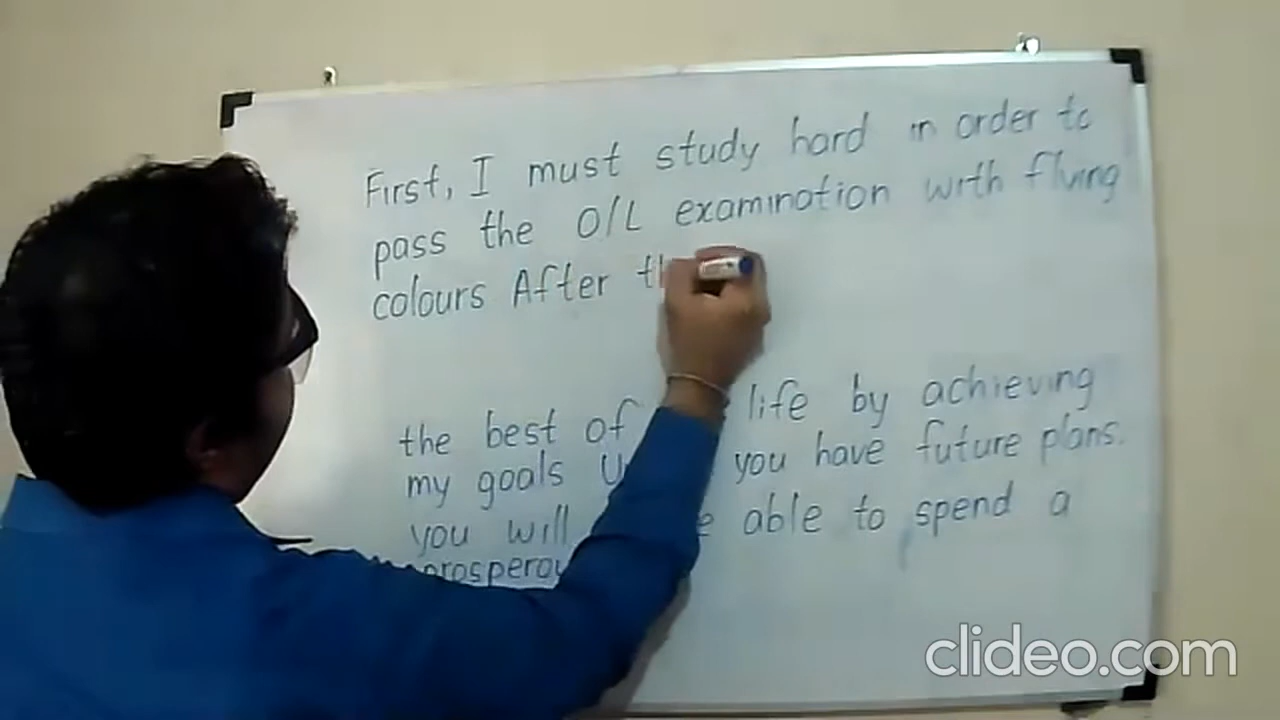 First, I must study hard in order to
pass the O/L examination with flying
colours After th
the best of life by achieving
my goals you have future plans.
you will able to spend a
prosperou
clideo.com